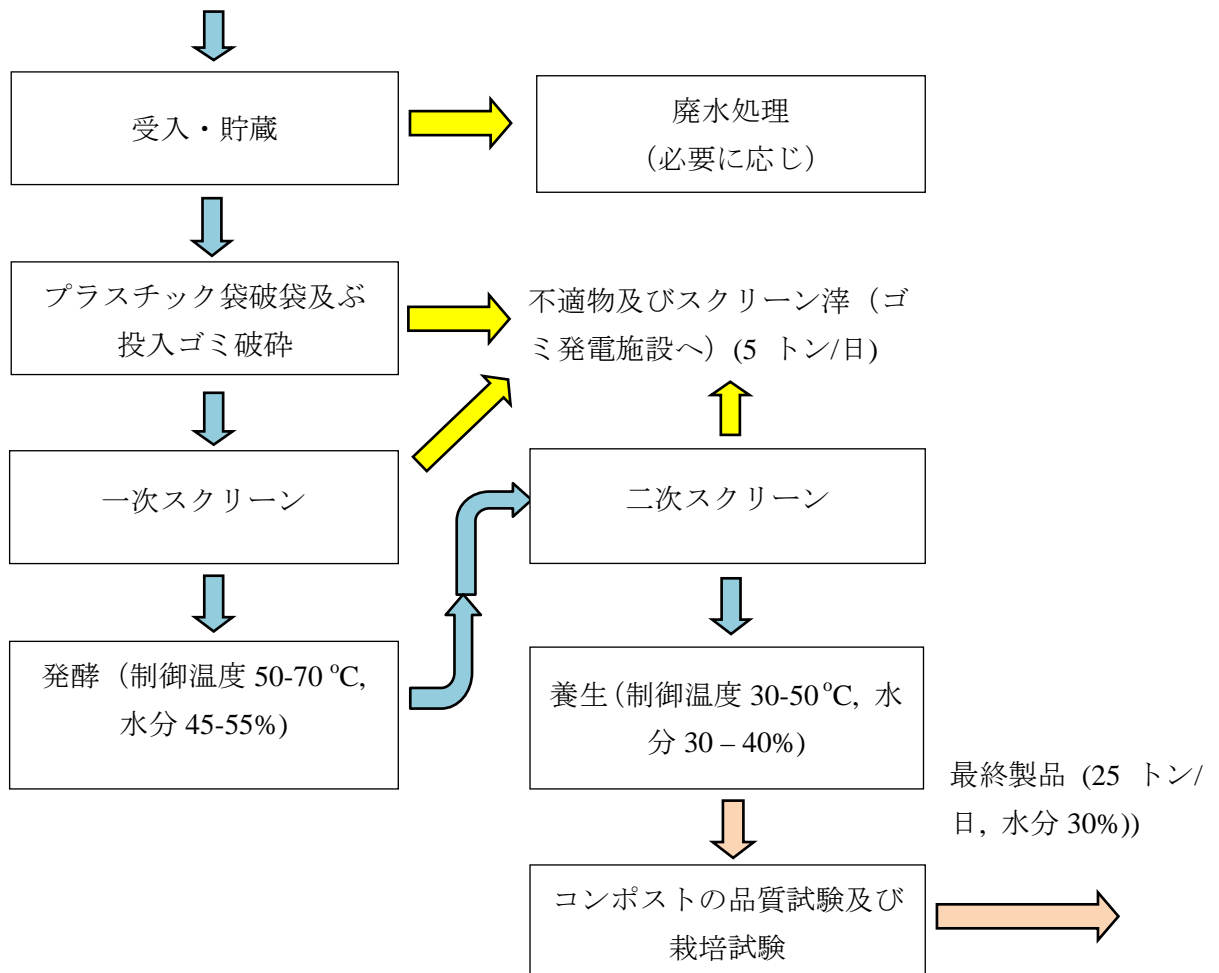 受入・貯蔵
廃水処理
（必要に応じ）
プラスチック袋破袋及ぶ
投入ゴミ破砕
不適物及びスクリーン滓（ゴ
ミ発電施設へ）(5 トン/日)
一次スクリーン
二次スクリーン
発酵（制御温度 50-70 °C,
水分 45-55%)
養生（制御温度 30-50 °C, 水
分 30 – 40%)
最終製品 (25 トン/
日, 水分 30%))
コンポストの品質試験及び
栽培試験